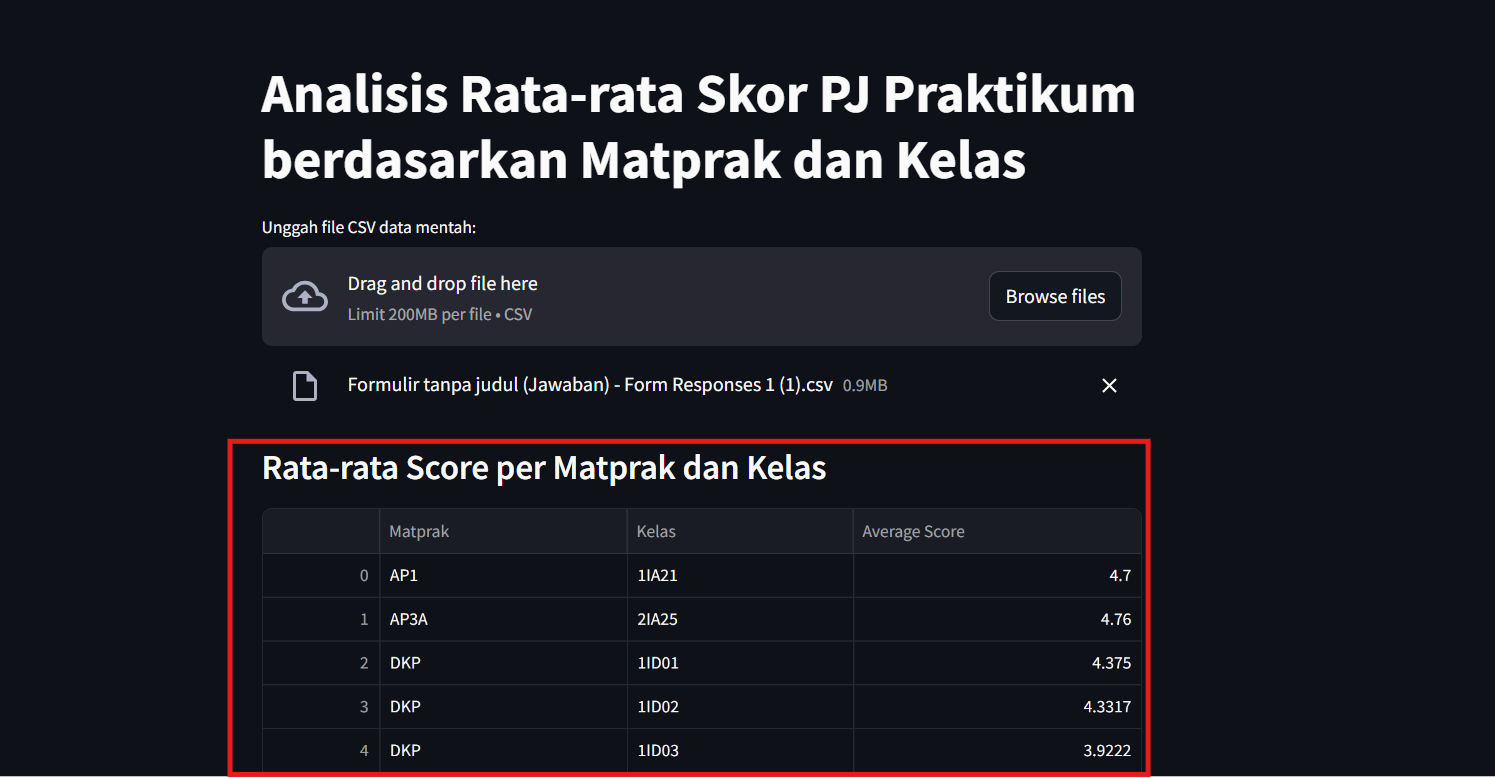 Analisis Rata-rata Skor PJ Praktikum
berdasarkan Matprak dan Kelas
Unggah file CSV data mentah:
Drag and drop file here
Limit 200MB per file • CSV
Browse files
Formulir tanpa judul (Jawaban) - Form Responses 1 (1).csv 0.9MB
Rata-rata Score per Matprak dan Kelas
Matprak Kelas Average Score
0 AP1 1IA21 4.7
1 AP3A 2IA25 4.76
2 DKP 1ID01 4.375
3 DKP 1ID02 4.3317
4 DKP 1ID03 3.9222